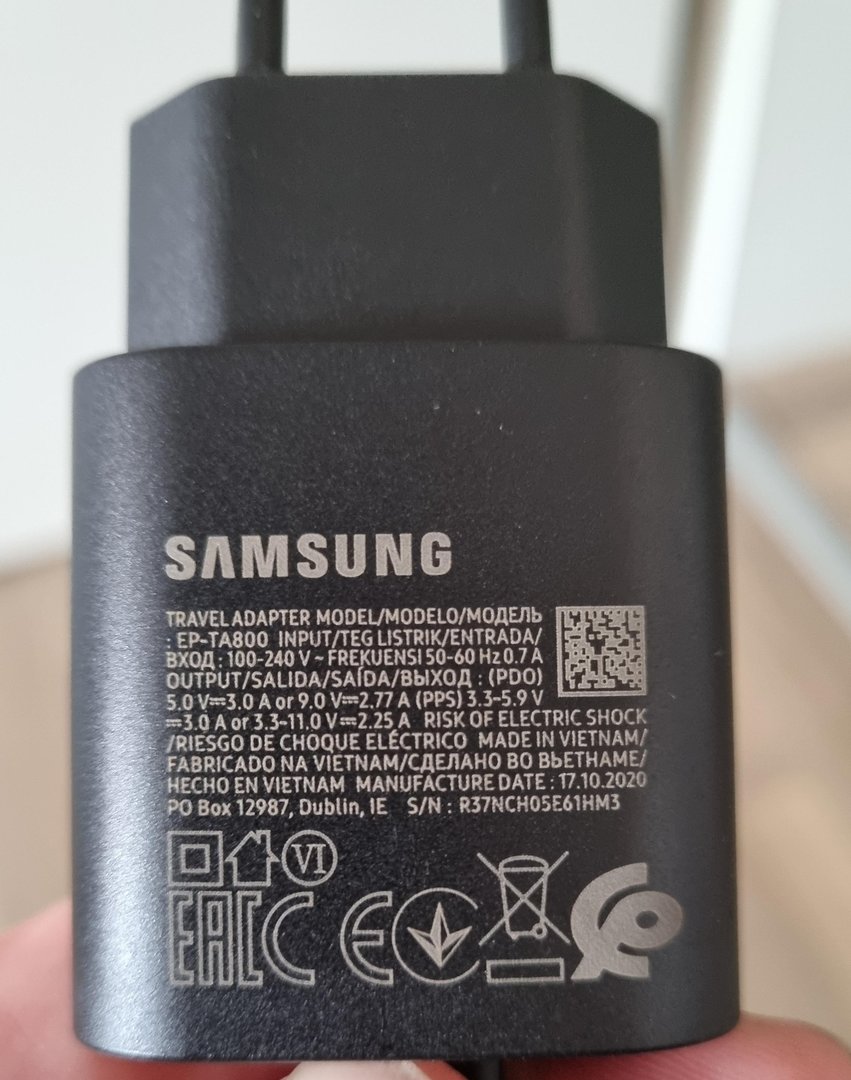 SAMSUNG
TRAVEL ADAPTER MODEL/MODELO/МОДЕЛЬ
: EP-TA800 INPUT/TEG LISTRIK/ENTRADA/
ВХОД : 100-240 V ~ FREKUENSI 50-60 Hz 0.7 A
OUTPUT/SALIDA/SAÍDA/ВЫХОД : (PDO)
5.0 V⎓3.0 A or 9.0 V⎓2.77 A (PPS) 3.3-5.9 V
⎓3.0 A or 3.3-11.0 V⎓2.25 A RISK OF ELECTRIC SHOCK
/RIESGO DE CHOQUE ELÉCTRICO MADE IN VIETNAM/
FABRICADO NA VIETNAM/СДЕЛАНО ВО ВЬЕТНАМЕ/
HECHO EN VIETNAM MANUFACTURE DATE : 17.10.2020
PO Box 12987, Dublin, IE S/N : R37NCH05E61HM3
VI
EAC CE